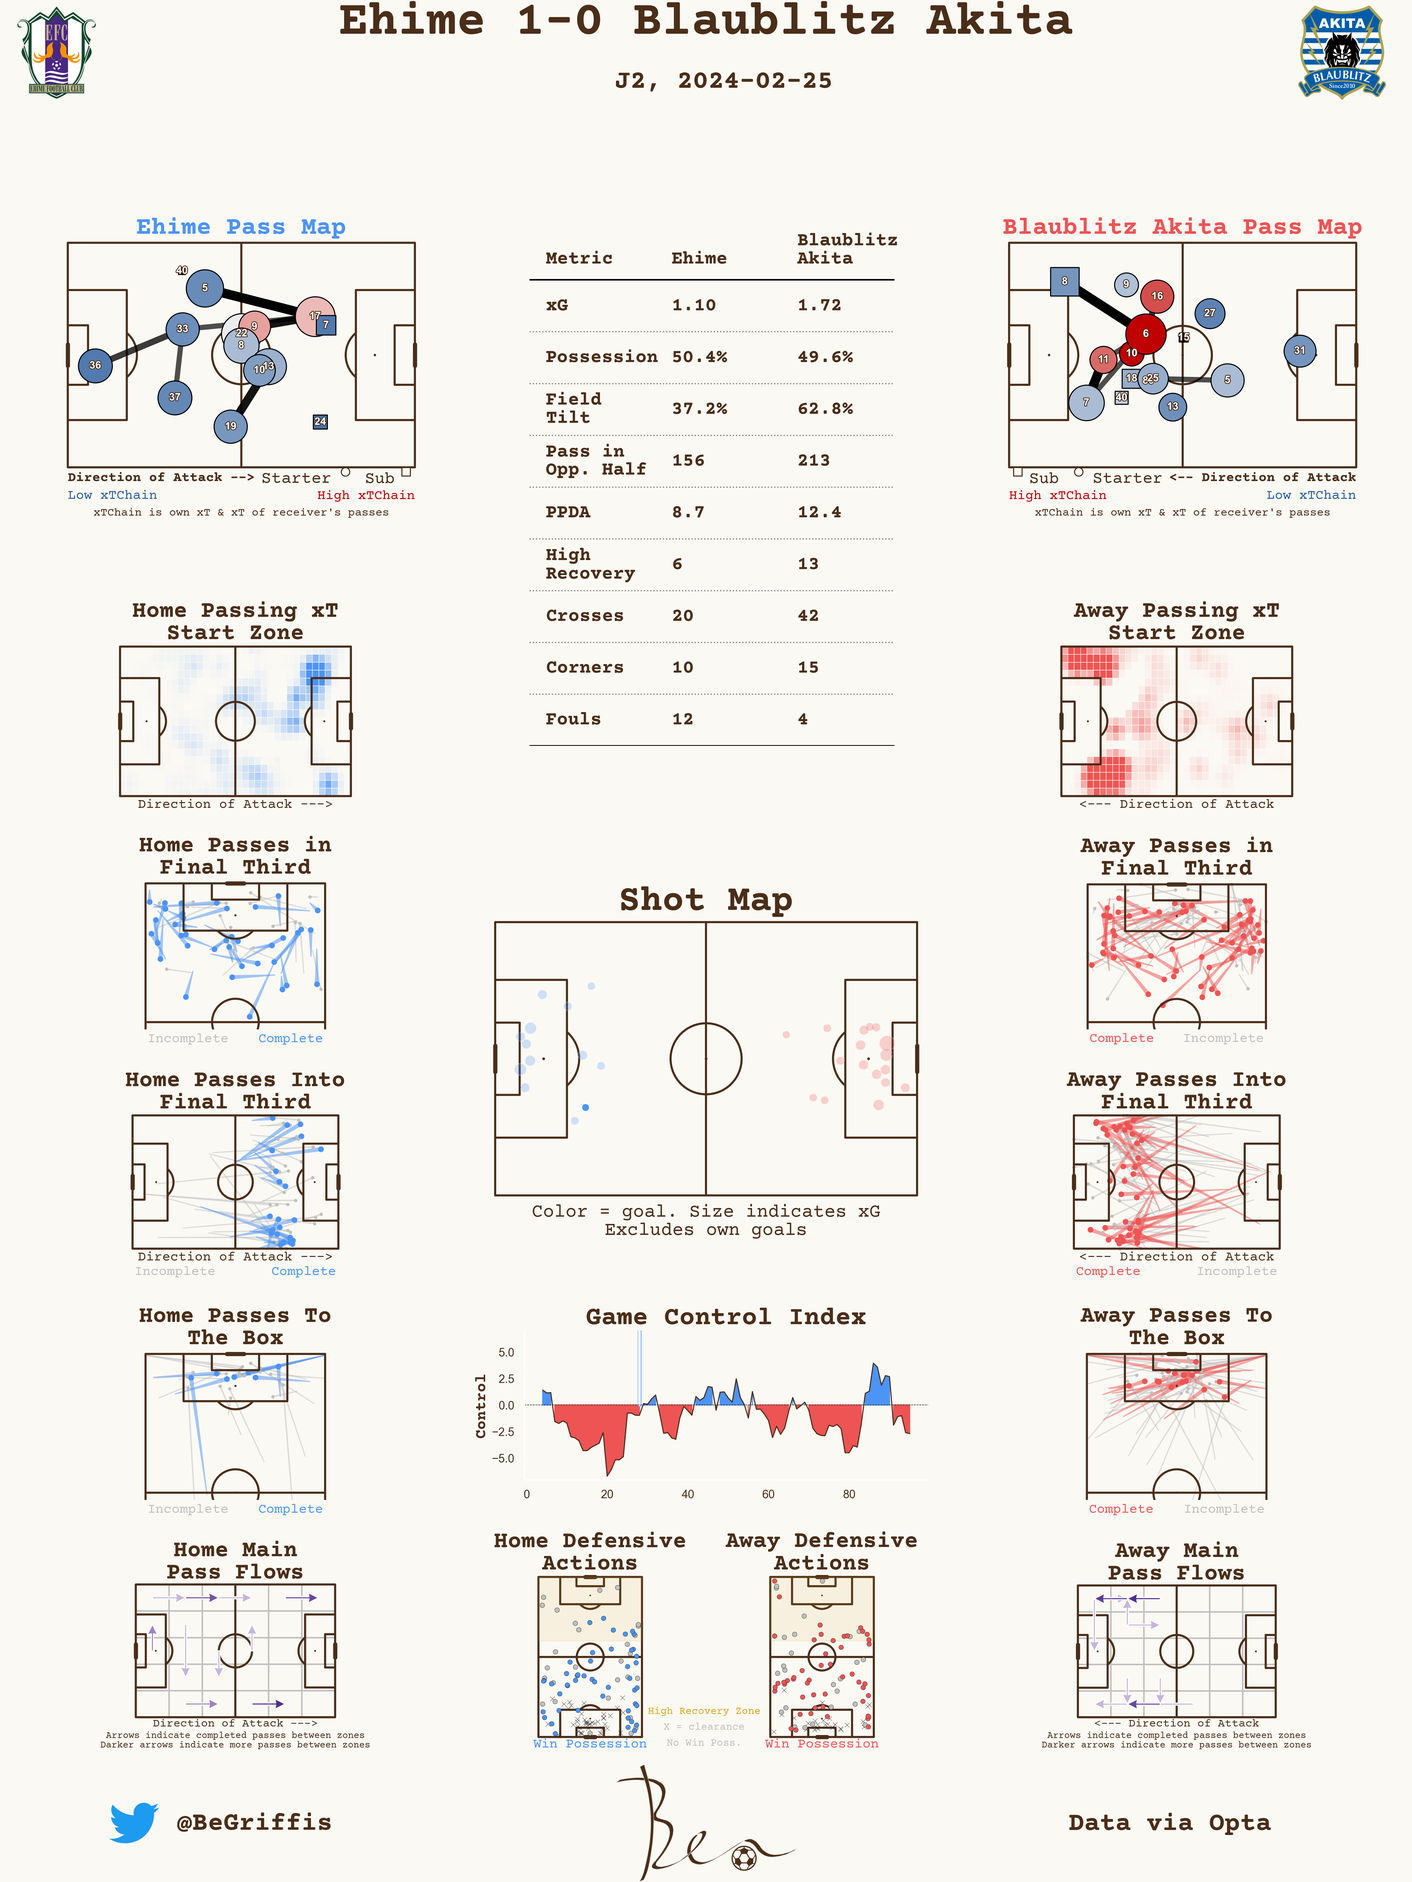 Ehime 1-0 Blaublitz Akita
J2, 2024-02-25
EFC
EHIME FOOTBALL CLUB
AKITA
BLAUBLITZ
Since2010
Ehime Pass Map
40
5
17
7
9
22
8
33
36
10
13
37
19
24
Direction of Attack --> Starter Sub
Low xTChain High xTChain
xTChain is own xT & xT of receiver's passes
Metric Ehime Blaublitz Akita
xG 1.10 1.72
Possession 50.4% 49.6%
Field Tilt 37.2% 62.8%
Pass in Opp. Half 156 213
PPDA 8.7 12.4
High Recovery 6 13
Crosses 20 42
Corners 10 15
Fouls 12 4
Blaublitz Akita Pass Map
8
9
16
27
6
15
31
10
11
18
25
5
40
7
13
Sub Starter <-- Direction of Attack
High xTChain Low xTChain
xTChain is own xT & xT of receiver's passes
Home Passing xT
Start Zone
Direction of Attack --->
Away Passing xT
Start Zone
<--- Direction of Attack
Home Passes in
Final Third
Incomplete Complete
Away Passes in
Final Third
Complete Incomplete
Shot Map
Color = goal. Size indicates xG
Excludes own goals
Home Passes Into
Final Third
Direction of Attack --->
Incomplete Complete
Away Passes Into
Final Third
<--- Direction of Attack
Complete Incomplete
Home Passes To
The Box
Incomplete Complete
Game Control Index
Control
5.0
2.5
0.0
−2.5
−5.0
0 20 40 60 80
Away Passes To
The Box
Complete Incomplete
Home Main
Pass Flows
Direction of Attack --->
Arrows indicate completed passes between zones
Darker arrows indicate more passes between zones
Home Defensive
Actions
Win Possession
High Recovery Zone
X = clearance
No Win Poss.
Away Defensive
Actions
Win Possession
Away Main
Pass Flows
<--- Direction of Attack
Arrows indicate completed passes between zones
Darker arrows indicate more passes between zones
@BeGriffis
Ben
Data via Opta